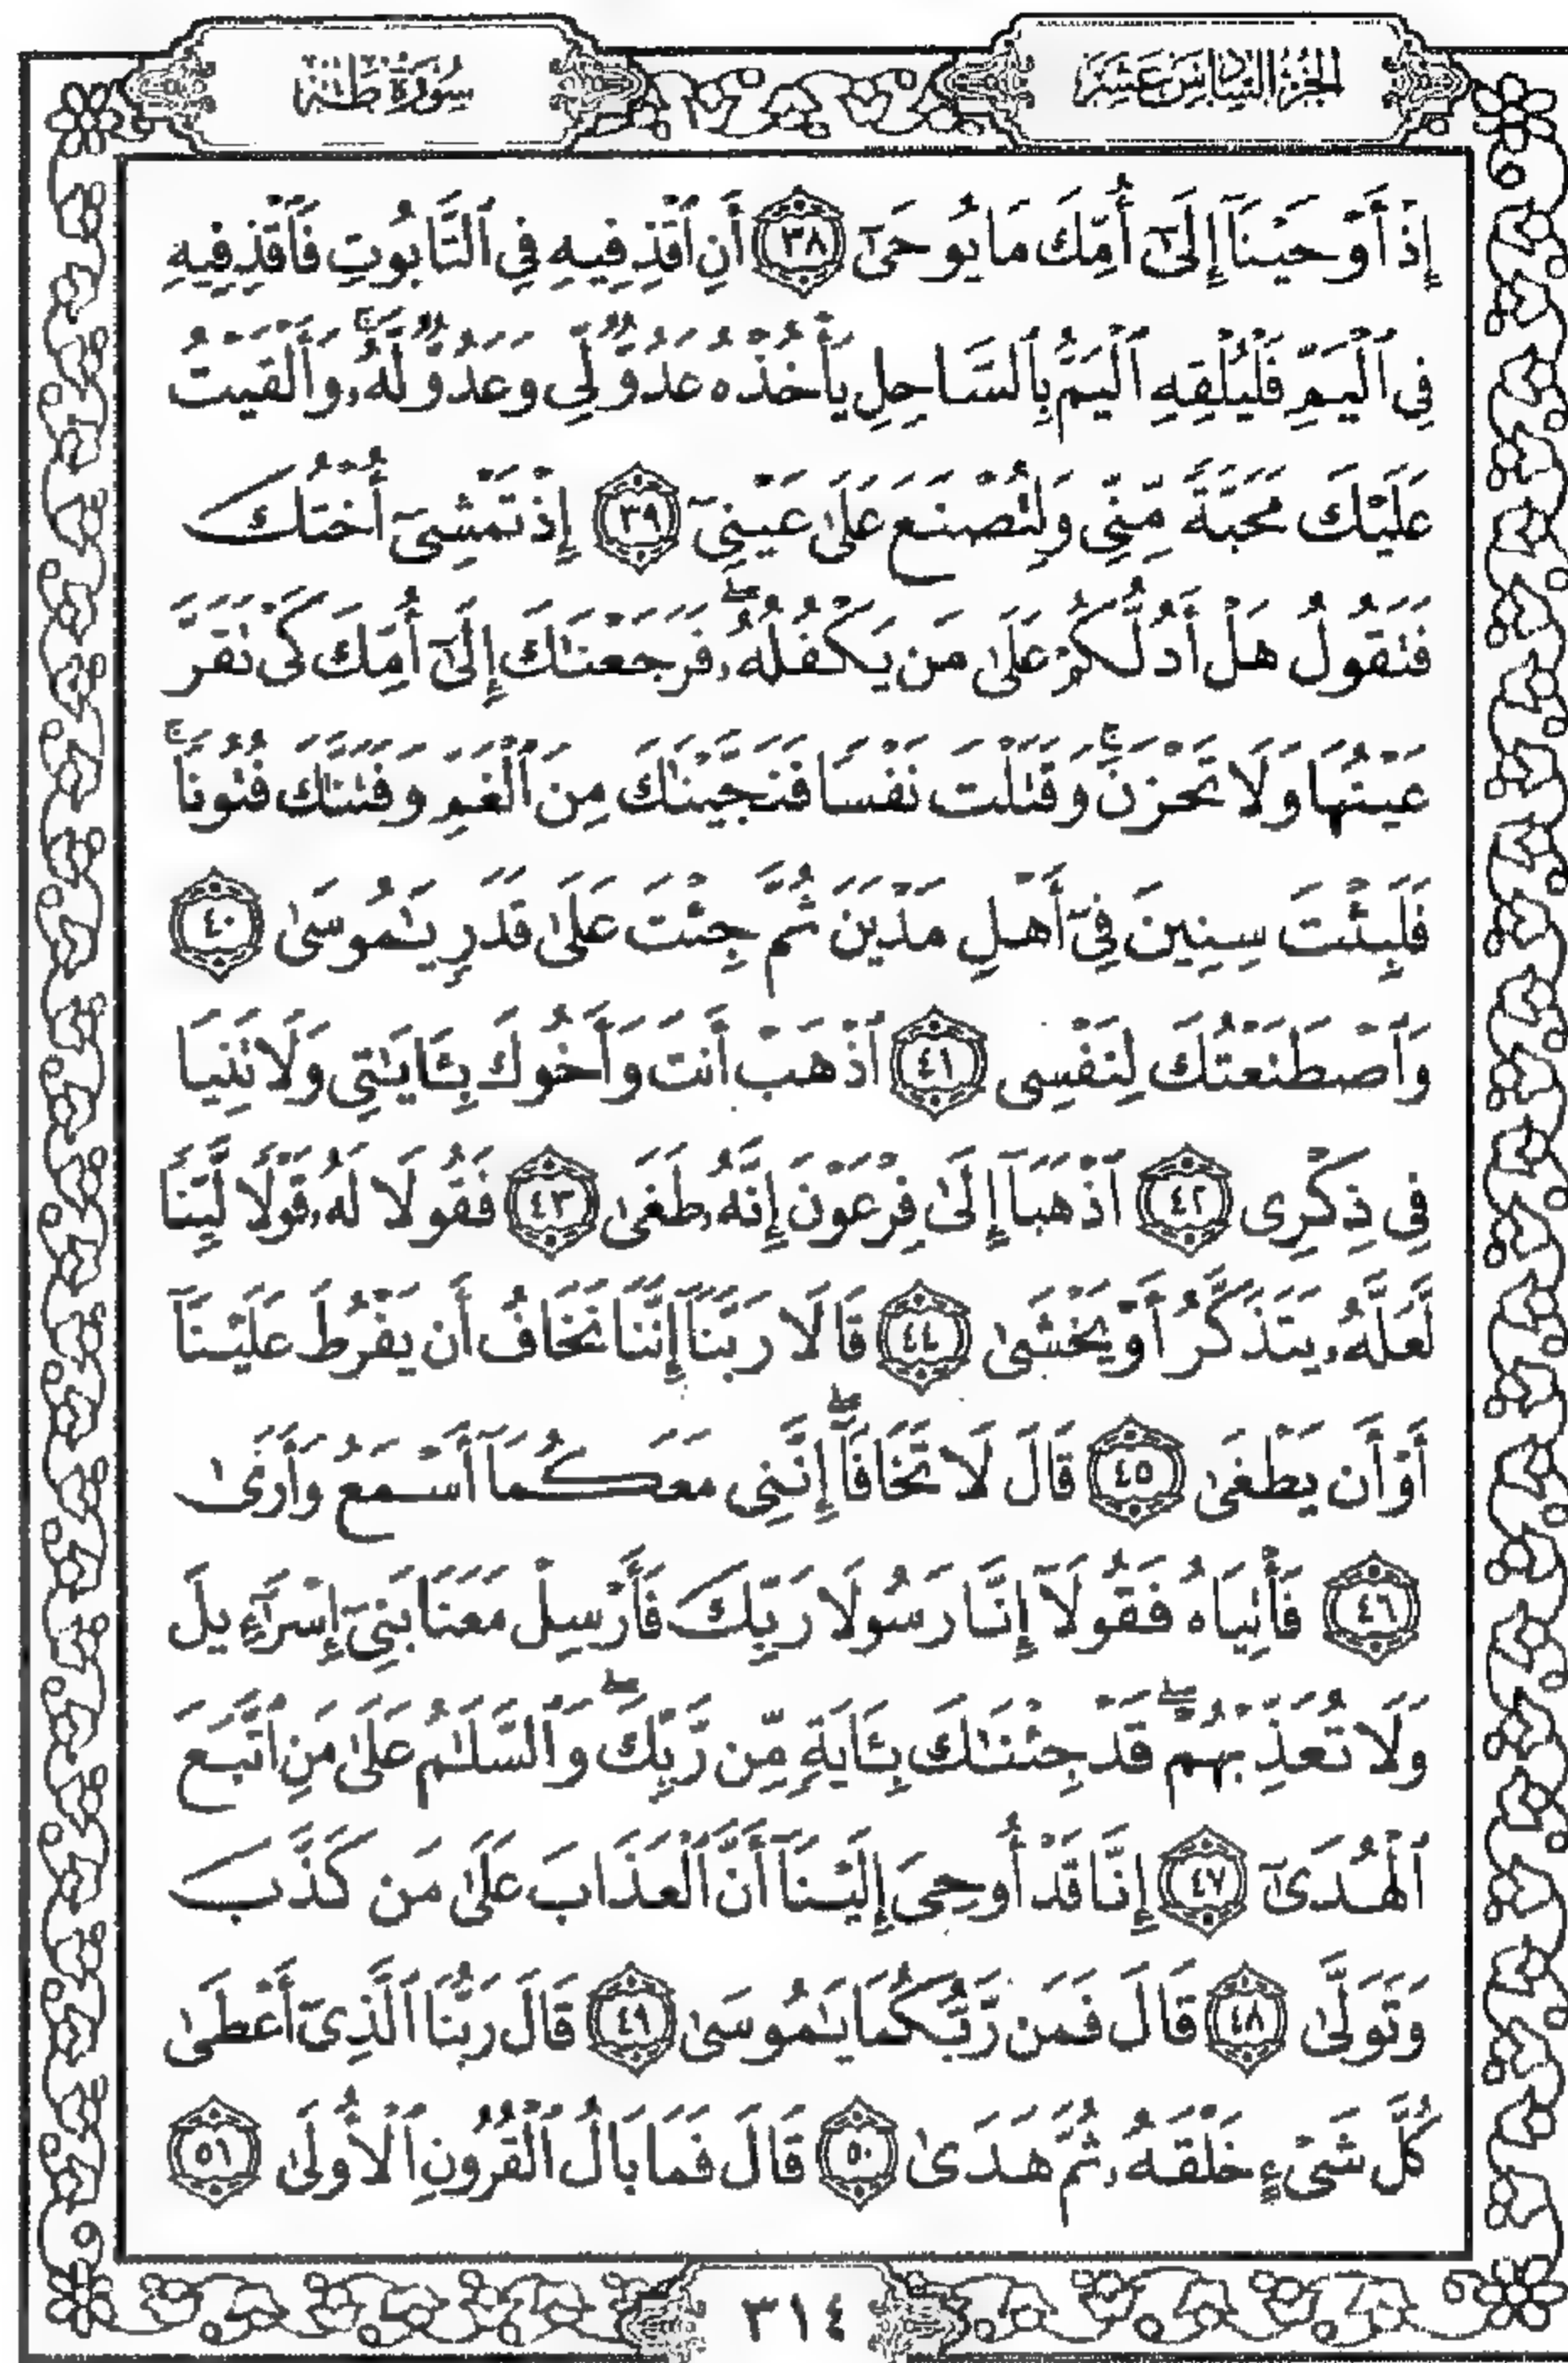 الجزء السادس عشر
سورة طه
إِذْ أَوْحَيْنَآ إِلَىٰٓ أُمِّكَ مَا يُوحَىٰٓ ٣٨ أَنِ ٱقْذِفِيهِ فِي ٱلتَّابُوتِ فَٱقْذِفِيهِ
فِي ٱلْيَمِّ فَلْيُلْقِهِ ٱلْيَمُّ بِٱلسَّاحِلِ يَأْخُذْهُ عَدُوٌّ لِّي وَعَدُوٌّ لَّهُۥۚ وَأَلْقَيْتُ
عَلَيْكَ مَحَبَّةً مِّنِّي وَلِتُصْنَعَ عَلَىٰ عَيْنِيٓ ٣٩ إِذْ تَمْشِيٓ أُخْتُكَ
فَتَقُولُ هَلْ أَدُلُّكُمْ عَلَىٰ مَن يَكْفُلُهُۥۖ فَرَجَعْنَٰكَ إِلَىٰٓ أُمِّكَ كَىْ تَقَرَّ
عَيْنُهَا وَلَا تَحْزَنَۚ وَقَتَلْتَ نَفْسًا فَنَجَّيْنَٰكَ مِنَ ٱلْغَمِّ وَفَتَنَّٰكَ فُتُونًاۚ
فَلَبِثْتَ سِنِينَ فِيٓ أَهْلِ مَدْيَنَ ثُمَّ جِئْتَ عَلَىٰ قَدَرٍ يَٰمُوسَىٰ ٤٠
وَٱصْطَنَعْتُكَ لِنَفْسِى ٤١ ٱذْهَبْ أَنتَ وَأَخُوكَ بِـَٔايَٰتِى وَلَا تَنِيَا
فِي ذِكْرِى ٤٢ ٱذْهَبَآ إِلَىٰ فِرْعَوْنَ إِنَّهُۥ طَغَىٰ ٤٣ فَقُولَا لَهُۥ قَوْلًا لَّيِّنًا
لَّعَلَّهُۥ يَتَذَكَّرُ أَوْ يَخْشَىٰ ٤٤ قَالَا رَبَّنَآ إِنَّنَا نَخَافُ أَن يَفْرُطَ عَلَيْنَآ
أَوْ أَن يَطْغَىٰ ٤٥ قَالَ لَا تَخَافَآۖ إِنَّنِى مَعَكُمَآ أَسْمَعُ وَأَرَىٰ
٤٦ فَأْتِيَاهُ فَقُولَآ إِنَّا رَسُولَا رَبِّكَ فَأَرْسِلْ مَعَنَا بَنِىٓ إِسْرَٰٓءِيلَ
وَلَا تُعَذِّبْهُمْۖ قَدْ جِئْنَٰكَ بِـَٔايَةٍ مِّن رَّبِّكَۖ وَٱلسَّلَٰمُ عَلَىٰ مَنِ ٱتَّبَعَ
ٱلْهُدَىٰٓ ٤٧ إِنَّا قَدْ أُوحِىَ إِلَيْنَآ أَنَّ ٱلْعَذَابَ عَلَىٰ مَن كَذَّبَ
وَتَوَلَّىٰ ٤٨ قَالَ فَمَن رَّبُّكُمَا يَٰمُوسَىٰ ٤٩ قَالَ رَبُّنَا ٱلَّذِىٓ أَعْطَىٰ
كُلَّ شَىْءٍ خَلْقَهُۥ ثُمَّ هَدَىٰ ٥٠ قَالَ فَمَا بَالُ ٱلْقُرُونِ ٱلْأُولَىٰ ٥١
٣١٤